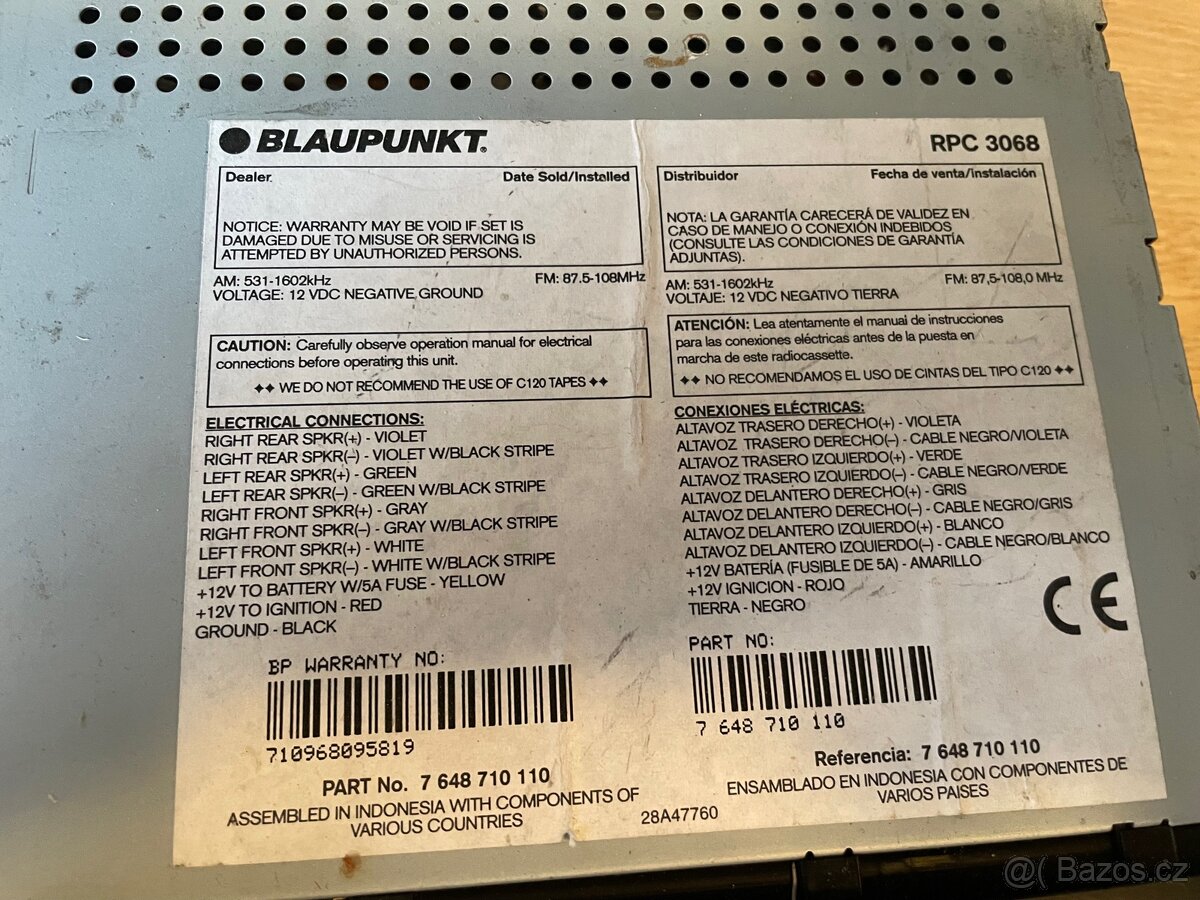 BLAUPUNKT.
RPC 3068
Dealer. Date Sold/Installed
NOTICE: WARRANTY MAY BE VOID IF SET IS
DAMAGED DUE TO MISUSE OR SERVICING IS
ATTEMPTED BY UNAUTHORIZED PERSONS.
AM: 531-1602kHz FM: 87.5-108MHz
VOLTAGE: 12 VDC NEGATIVE GROUND
CAUTION: Carefully observe operation manual for electrical
connections before operating this unit.
✦✦ WE DO NOT RECOMMEND THE USE OF C120 TAPES ✦✦
ELECTRICAL CONNECTIONS:
RIGHT REAR SPKR(+) - VIOLET
RIGHT REAR SPKR(–) - VIOLET W/BLACK STRIPE
LEFT REAR SPKR(+) - GREEN
LEFT REAR SPKR(–) - GREEN W/BLACK STRIPE
RIGHT FRONT SPKR(+) - GRAY
RIGHT FRONT SPKR(–) - GRAY W/BLACK STRIPE
LEFT FRONT SPKR(+) - WHITE
LEFT FRONT SPKR(–) - WHITE W/BLACK STRIPE
+12V TO BATTERY W/5A FUSE - YELLOW
+12V TO IGNITION - RED
GROUND - BLACK
BP WARRANTY NO:
710968095819
PART No. 7 648 710 110
ASSEMBLED IN INDONESIA WITH COMPONENTS OF
VARIOUS COUNTRIES
28A47760
Distribuidor Fecha de venta/instalación
NOTA: LA GARANTÍA CARECERÁ DE VALIDEZ EN
CASO DE MANEJO O CONEXIÓN INDEBIDOS
(CONSULTE LAS CONDICIONES DE GARANTÍA
ADJUNTAS).
AM: 531-1602kHz FM: 87,5-108,0 MHz
VOLTAJE: 12 VDC NEGATIVO TIERRA
ATENCIÓN: Lea atentamente el manual de instrucciones
para las conexiones eléctricas antes de la puesta en
marcha de este radiocassette.
✦✦ NO RECOMENDAMOS EL USO DE CINTAS DEL TIPO C120 ✦✦
CONEXIONES ELÉCTRICAS:
ALTAVOZ TRASERO DERECHO(+) - VIOLETA
ALTAVOZ TRASERO DERECHO(–) - CABLE NEGRO/VIOLETA
ALTAVOZ TRASERO IZQUIERDO(+) - VERDE
ALTAVOZ TRASERO IZQUIERDO(–) - CABLE NEGRO/VERDE
ALTAVOZ DELANTERO DERECHO(+) - GRIS
ALTAVOZ DELANTERO DERECHO(–) - CABLE NEGRO/GRIS
ALTAVOZ DELANTERO IZQUIERDO(+) - BLANCO
ALTAVOZ DELANTERO IZQUIERDO(–) - CABLE NEGRO/BLANCO
+12V BATERÍA (FUSIBLE DE 5A) - AMARILLO
+12V IGNICION - ROJO
TIERRA - NEGRO
CE
PART NO:
7 648 710 110
Referencia: 7 648 710 110
ENSAMBLADO EN INDONESIA CON COMPONENTES DE
VARIOS PAISES
@( Bazos.cz